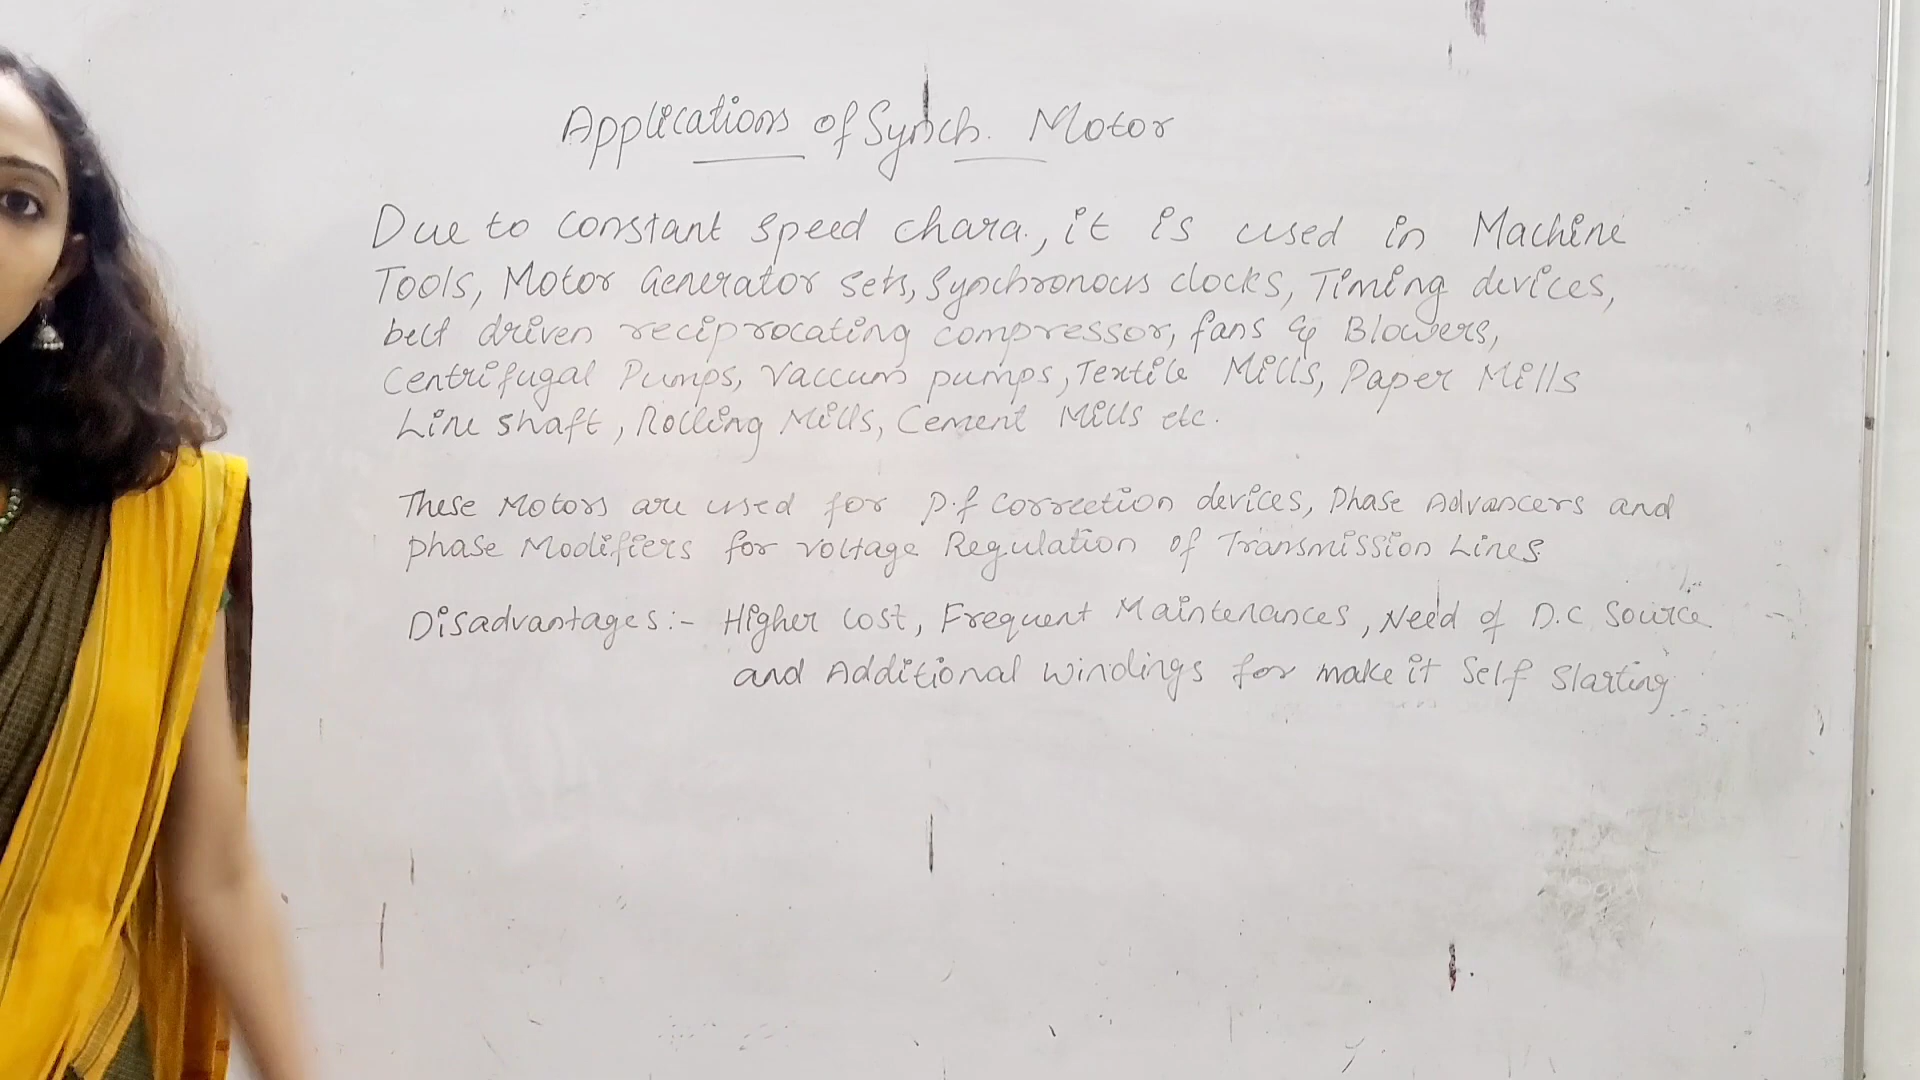 Applications of Synch. Motor
Due to constant speed chara., it is used in Machine
Tools, Motor Generator sets, Synchronous clocks, Timing devices,
belt driven reciprocating compressor, fans & Blowers,
Centrifugal Pumps, Vaccum pumps, Textile Mills, Paper Mills
Line shaft, Rolling Mills, Cement Mills etc.
These Motors are used for p.f correction devices, Phase Advancers and
phase Modifiers for voltage Regulation of Transmission Lines
Disadvantages:- Higher cost, Frequent Maintenances, Need of D.C Source
and Additional windings for make it Self Starting